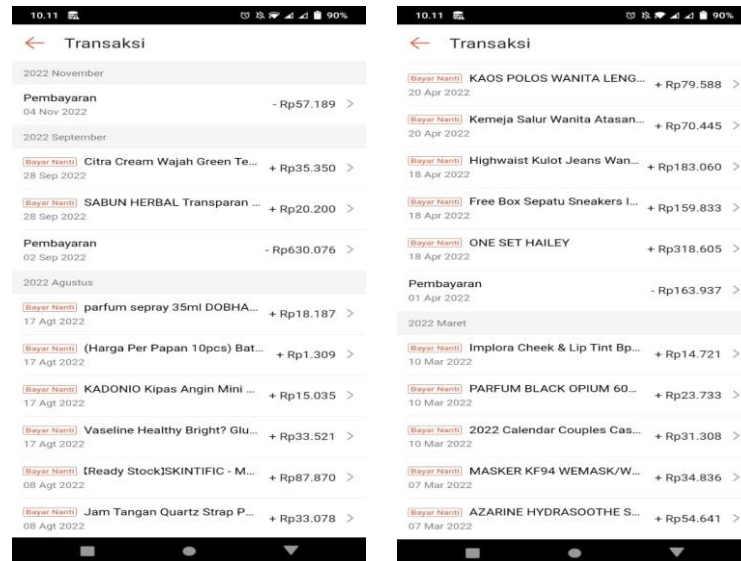 10.11 90%
Transaksi
2022 November
Pembayaran - Rp57.189
04 Nov 2022
2022 September
Bayar Nanti Citra Cream Wajah Green Te... + Rp35.350
28 Sep 2022
Bayar Nanti SABUN HERBAL Transparan ... + Rp20.200
28 Sep 2022
Pembayaran - Rp630.076
02 Sep 2022
2022 Agustus
Bayar Nanti parfum sepray 35ml DOBHA... + Rp18.187
17 Agt 2022
Bayar Nanti (Harga Per Papan 10pcs) Bat... + Rp1.309
17 Agt 2022
Bayar Nanti KADONIO Kipas Angin Mini ... + Rp15.035
17 Agt 2022
Bayar Nanti Vaseline Healthy Bright? Glu... + Rp33.521
17 Agt 2022
Bayar Nanti 【Ready Stock】SKINTIFIC - M... + Rp87.870
08 Agt 2022
Bayar Nanti Jam Tangan Quartz Strap P... + Rp33.078
08 Agt 2022
10.11 90%
Transaksi
Bayar Nanti KAOS POLOS WANITA LENG... + Rp79.588
20 Apr 2022
Bayar Nanti Kemeja Salur Wanita Atasan... + Rp70.445
20 Apr 2022
Bayar Nanti Highwaist Kulot Jeans Wan... + Rp183.060
18 Apr 2022
Bayar Nanti Free Box Sepatu Sneakers I... + Rp159.833
18 Apr 2022
Bayar Nanti ONE SET HAILEY + Rp318.605
18 Apr 2022
Pembayaran - Rp163.937
01 Apr 2022
2022 Maret
Bayar Nanti Implora Cheek & Lip Tint Bp... + Rp14.721
10 Mar 2022
Bayar Nanti PARFUM BLACK OPIUM 60... + Rp23.733
10 Mar 2022
Bayar Nanti 2022 Calendar Couples Cas... + Rp31.308
10 Mar 2022
Bayar Nanti MASKER KF94 WEMASK/W... + Rp34.836
07 Mar 2022
Bayar Nanti AZARINE HYDRASOOTHE S... + Rp54.641
07 Mar 2022